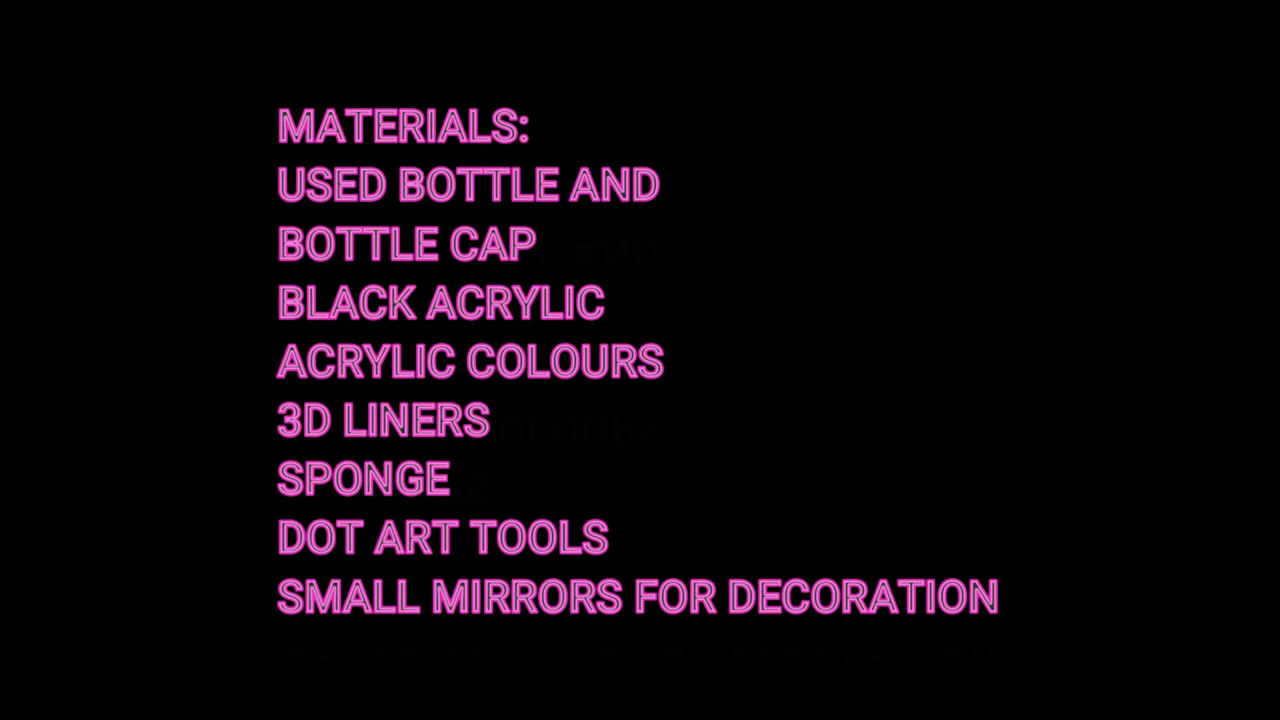 MATERIALS:
USED BOTTLE AND
BOTTLE CAP
BLACK ACRYLIC
ACRYLIC COLOURS
3D LINERS
SPONGE
DOT ART TOOLS
SMALL MIRRORS FOR DECORATION